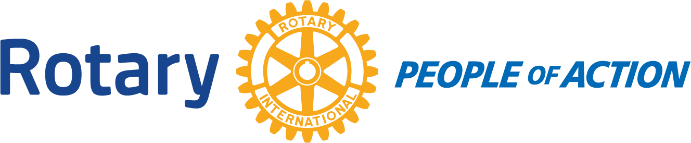 Rotary
ROTARY
INTERNATIONAL
PEOPLE OF ACTION